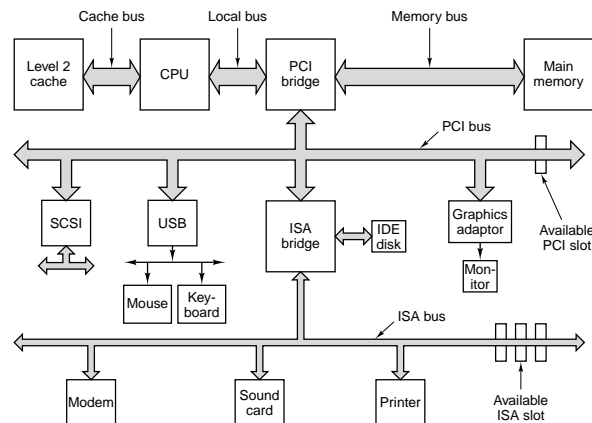 Cache bus
Local bus
Memory bus
Level 2
cache
CPU
PCI
bridge
Main
memory
PCI bus
SCSI
USB
ISA
bridge
IDE
disk
Graphics
adaptor
Available
PCI slot
Mon-
itor
Mouse
Key-
board
ISA bus
Modem
Sound
card
Printer
Available
ISA slot